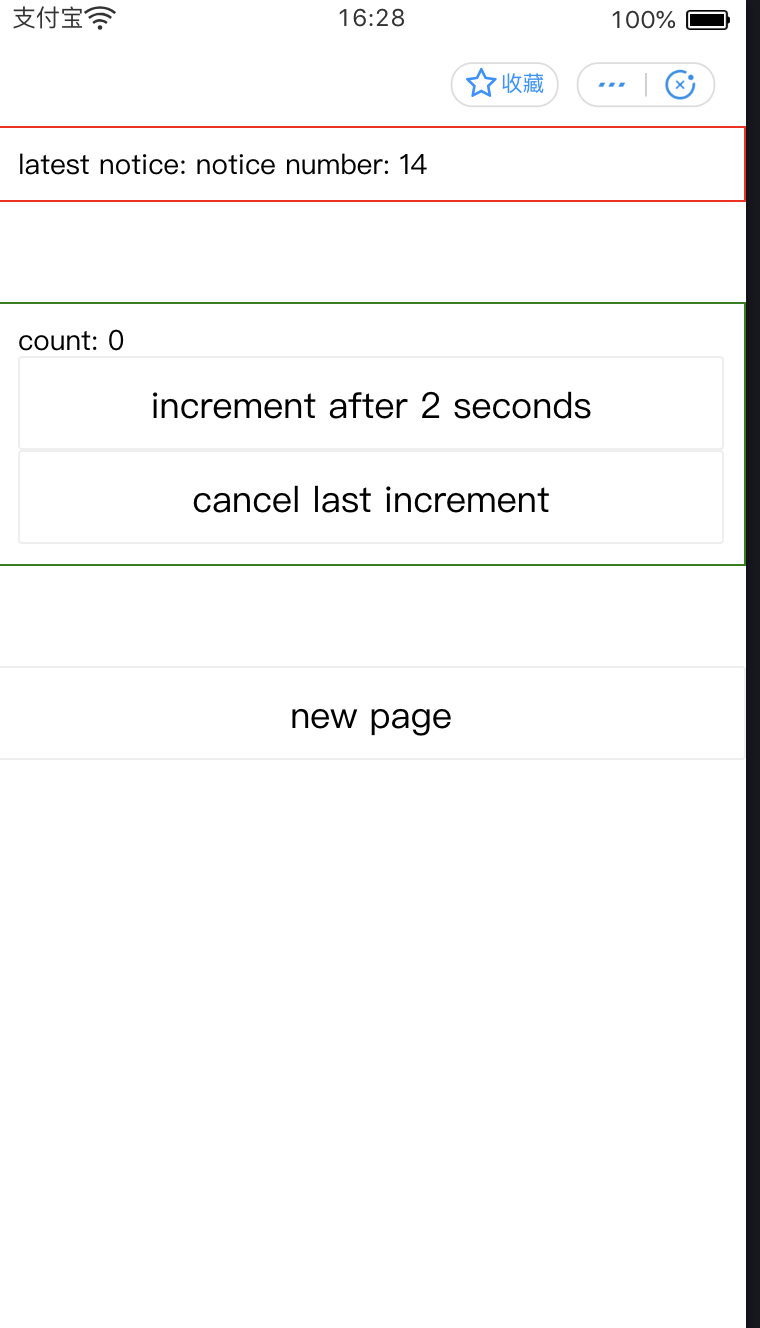 支付宝 16:28 100%
收藏
latest notice: notice number: 14
count: 0
increment after 2 seconds
cancel last increment
new page